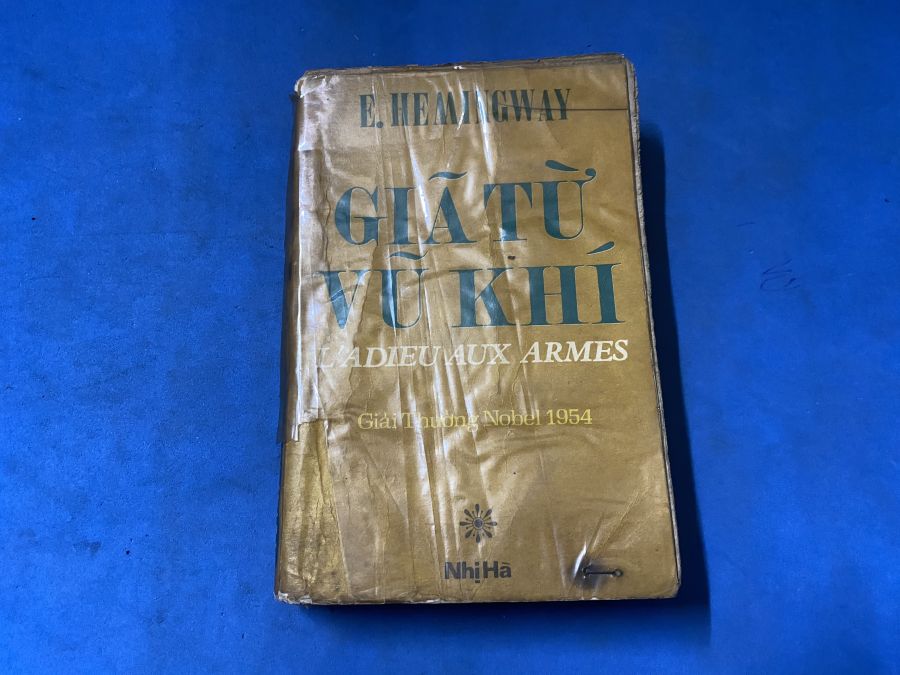 E. HEMINGWAY
GIÃ TỪ
VŨ KHÍ
L'ADIEU AUX ARMES
Giải Thưởng Nobel 1954
Nhị Hà